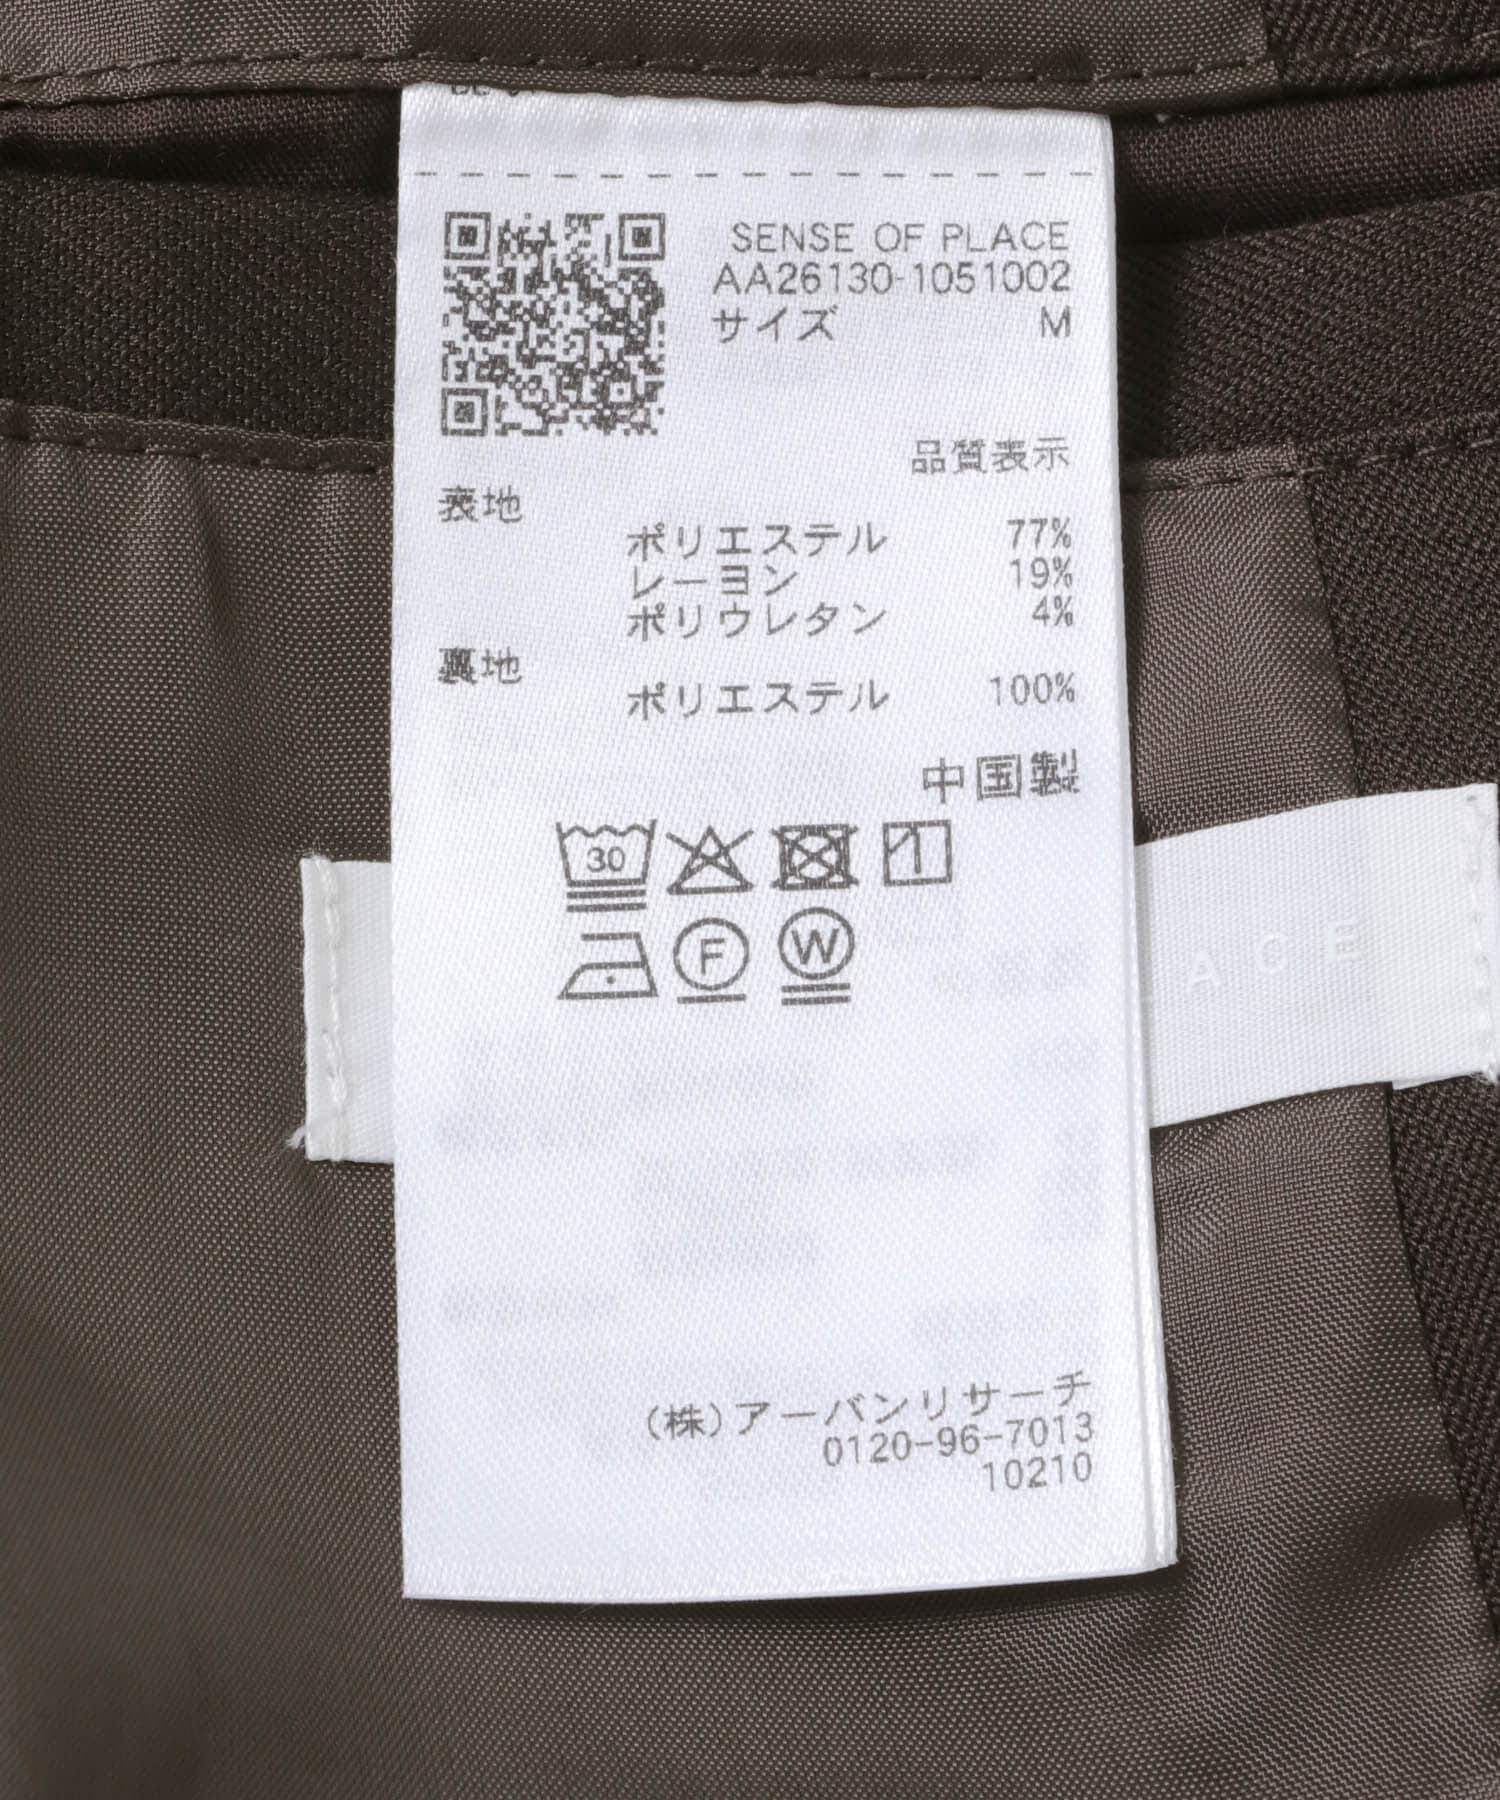 SENSE OF PLACE
AA26130-1051002
サイズ M
品質表示
表地
ポリエステル 77%
レーヨン 19%
ポリウレタン 4%
裏地
ポリエステル 100%
中国製
30
F W
ACE
(株)アーバンリサーチ
0120-96-7013
10210